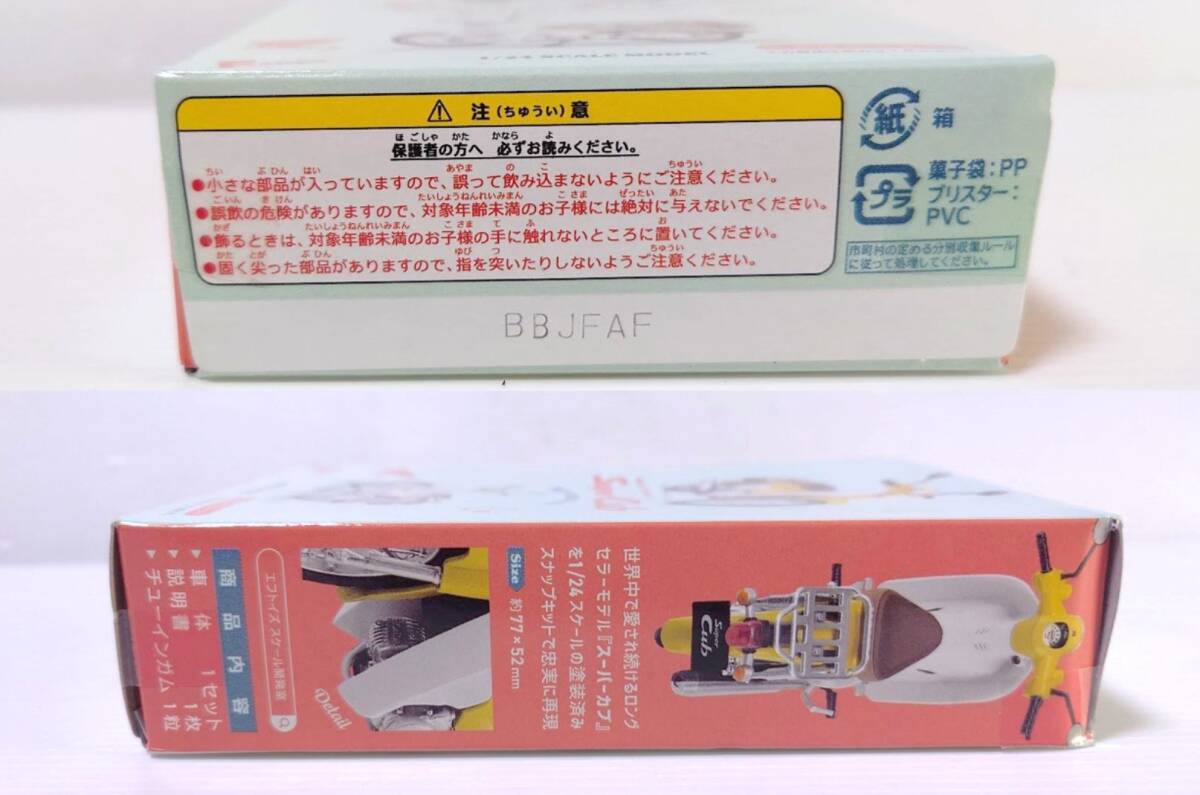 1/24 SCALE MODEL
⚠ 注(ちゅうい)意
保護者の方へ 必ずお読みください。
●小さな部品が入っていますので、誤って飲み込まないようにご注意ください。
●誤飲の危険がありますので、対象年齢未満のお子様には絶対に与えないでください。
●飾るときは、対象年齢未満のお子様の手に触れないところに置いてください。
●固く尖った部品がありますので、指を突いたりしないようご注意ください。
紙 箱
プラ
菓子袋:PP
ブリスター:
PVC
市町村の定める分別収集ルール
に従って処理してください。
BBJFAF
世界中で愛され続けるロング
セラーモデル『スーパーカブ』
を1/24スケールの塗装済み
スナップキットで忠実に再現
Size 約77×52mm
Super
Cub
Detail
エフトイズ スケール開発室
商品内容
▶車体 1セット
▶説明書 1枚
▶チューインガム 1粒